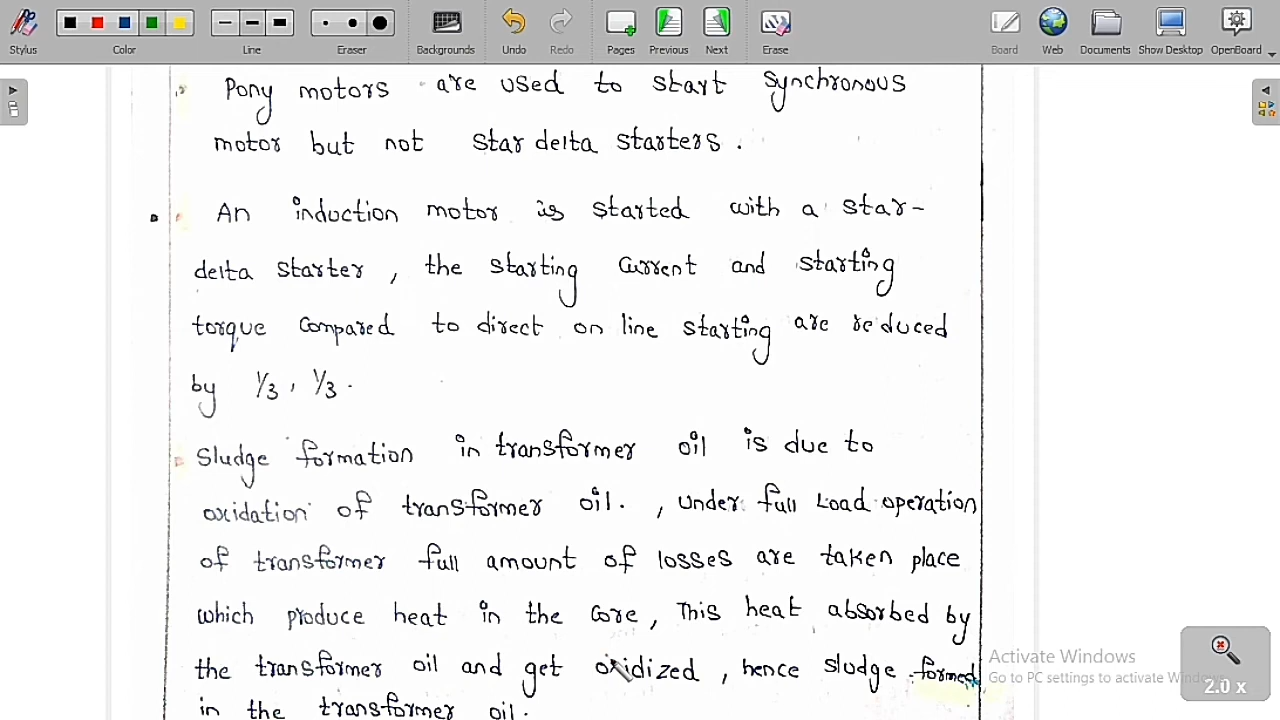 Stylus
Color
Line
Eraser
Backgrounds
Undo
Redo
Pages
Previous
Next
Erase
Board
Web
Documents
Show Desktop
OpenBoard
Pony motors are used to start synchronous
motor but not star delta starters.
An induction motor is started with a star-
delta starter, the starting current and starting
torque compared to direct on line starting are reduced
by 1/3, 1/3.
Sludge formation in transformer oil is due to
oxidation of transformer oil. , under full Load operation
of transformer full amount of losses are taken place
which produce heat in the core, This heat absorbed by
the transformer oil and get oxidized, hence sludge formed
in the transformer oil.
Activate Windows
Go to PC settings to activate Windows.
2.0 x